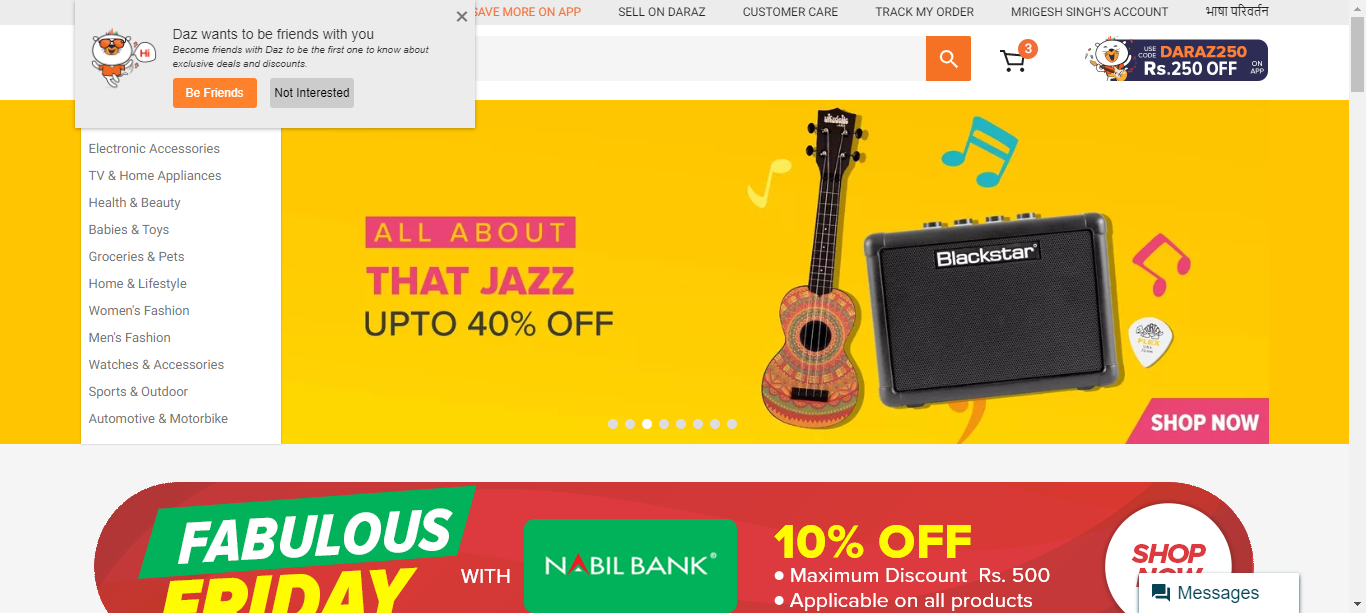 SAVE MORE ON APP
SELL ON DARAZ
CUSTOMER CARE
TRACK MY ORDER
MRIGESH SINGH'S ACCOUNT
भाषा परिवर्तन
Daz wants to be friends with you
Become friends with Daz to be the first one to know about
exclusive deals and discounts.
Hi
Be Friends
Not Interested
3
USE
CODE
DARAZ250
Rs.250 OFF
ON
APP
Electronic Accessories
TV & Home Appliances
Health & Beauty
Babies & Toys
Groceries & Pets
Home & Lifestyle
Women's Fashion
Men's Fashion
Watches & Accessories
Sports & Outdoor
Automotive & Motorbike
ALL ABOUT
THAT JAZZ
UPTO 40% OFF
Blackstar
SHOP NOW
FABULOUS
FRIDAY
WITH
NABIL BANK
10% OFF
• Maximum Discount Rs. 500
• Applicable on all products
SHOP
NOW
Messages